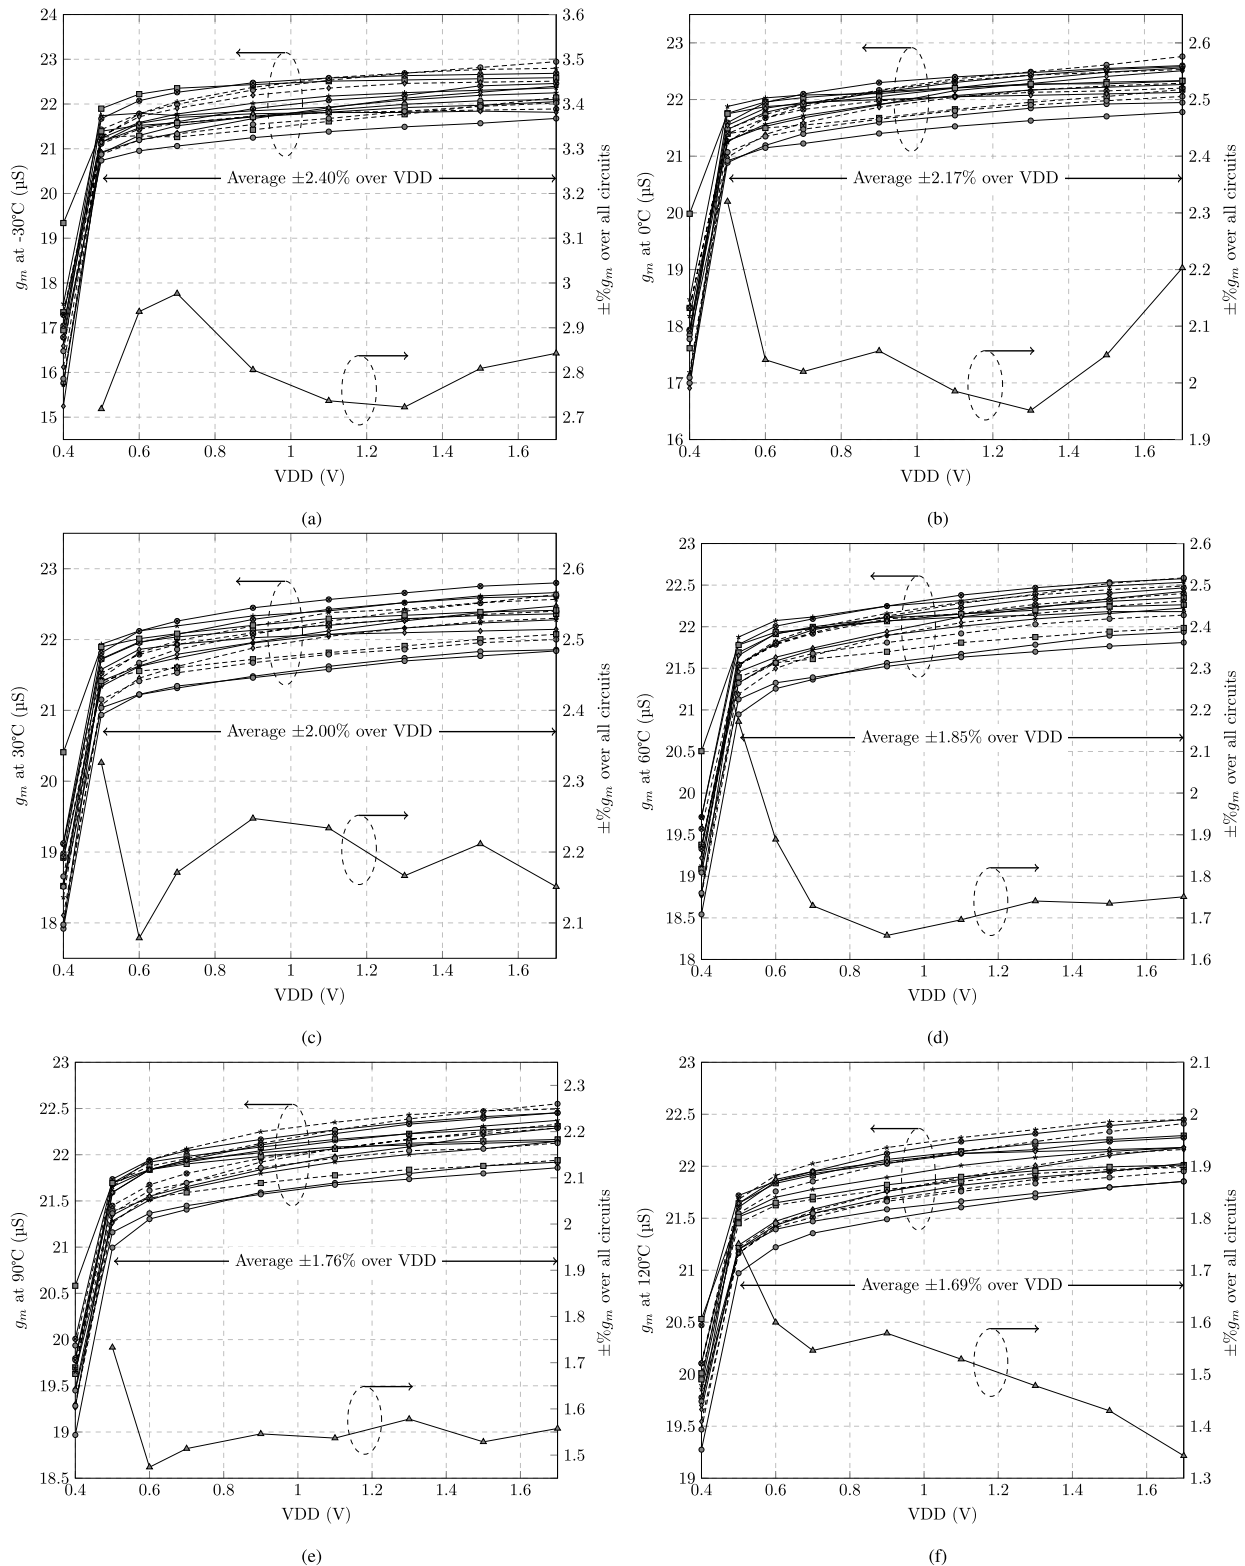 24
23
22
21
20
19
18
17
16
15
3.6
3.5
3.4
3.3
3.2
3.1
3
2.9
2.8
2.7
0.4 0.6 0.8 1 1.2 1.4 1.6
VDD (V)
g_m at -30°C (µS)
±%g_m over all circuits
Average ±2.40% over VDD
(a)
23
22
21
20
19
18
17
16
2.6
2.5
2.4
2.3
2.2
2.1
2
1.9
0.4 0.6 0.8 1 1.2 1.4 1.6
VDD (V)
g_m at 0°C (µS)
±%g_m over all circuits
Average ±2.17% over VDD
(b)
23
22
21
20
19
18
2.6
2.5
2.4
2.3
2.2
2.1
0.4 0.6 0.8 1 1.2 1.4 1.6
VDD (V)
g_m at 30°C (µS)
±%g_m over all circuits
Average ±2.00% over VDD
(c)
23
22.5
22
21.5
21
20.5
20
19.5
19
18.5
18
2.6
2.5
2.4
2.3
2.2
2.1
2
1.9
1.8
1.7
1.6
0.4 0.6 0.8 1 1.2 1.4 1.6
VDD (V)
g_m at 60°C (µS)
±%g_m over all circuits
Average ±1.85% over VDD
(d)
23
22.5
22
21.5
21
20.5
20
19.5
19
18.5
2.3
2.2
2.1
2
1.9
1.8
1.7
1.6
1.5
0.4 0.6 0.8 1 1.2 1.4 1.6
VDD (V)
g_m at 90°C (µS)
±%g_m over all circuits
Average ±1.76% over VDD
(e)
23
22.5
22
21.5
21
20.5
20
19.5
19
2.1
2
1.9
1.8
1.7
1.6
1.5
1.4
1.3
0.4 0.6 0.8 1 1.2 1.4 1.6
VDD (V)
g_m at 120°C (µS)
±%g_m over all circuits
Average ±1.69% over VDD
(f)